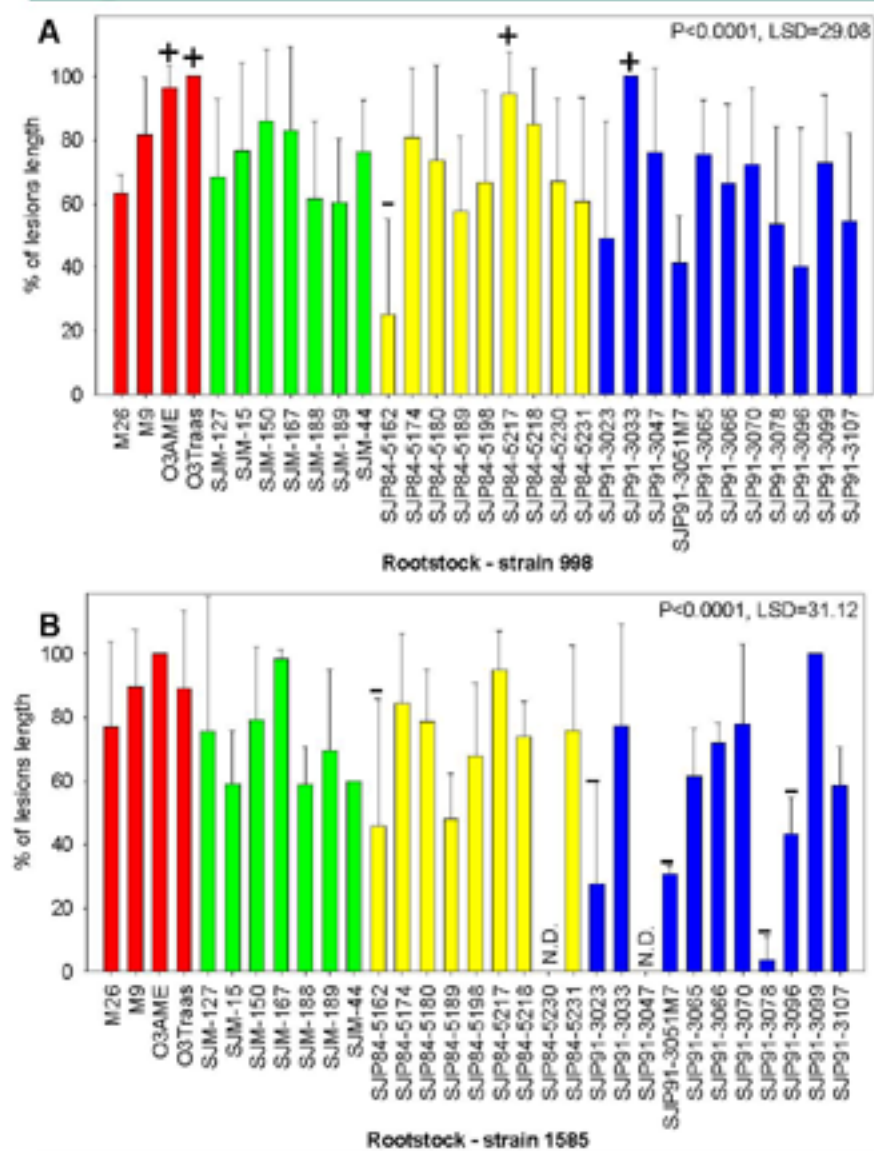 A
P<0.0001, LSD=29.08
+ + + +
-
% of lesions length
100
80
60
40
20
0
M26
M9
O3AME
O3Traas
SJM-127
SJM-15
SJM-150
SJM-167
SJM-188
SJM-189
SJM-44
SJP84-5162
SJP84-5174
SJP84-5180
SJP84-5189
SJP84-5198
SJP84-5217
SJP84-5218
SJP84-5230
SJP84-5231
SJP91-3023
SJP91-3033
SJP91-3047
SJP91-3051M7
SJP91-3065
SJP91-3066
SJP91-3070
SJP91-3078
SJP91-3096
SJP91-3099
SJP91-3107
Rootstock - strain 998
B
P<0.0001, LSD=31.12
- - - - -
% of lesions length
100
80
60
40
20
0
N.D.
N.D.
M26
M9
O3AME
O3Traas
SJM-127
SJM-15
SJM-150
SJM-167
SJM-188
SJM-189
SJM-44
SJP84-5162
SJP84-5174
SJP84-5180
SJP84-5189
SJP84-5198
SJP84-5217
SJP84-5218
SJP84-5230
SJP84-5231
SJP91-3023
SJP91-3033
SJP91-3047
SJP91-3051M7
SJP91-3065
SJP91-3066
SJP91-3070
SJP91-3078
SJP91-3096
SJP91-3099
SJP91-3107
Rootstock - strain 1585